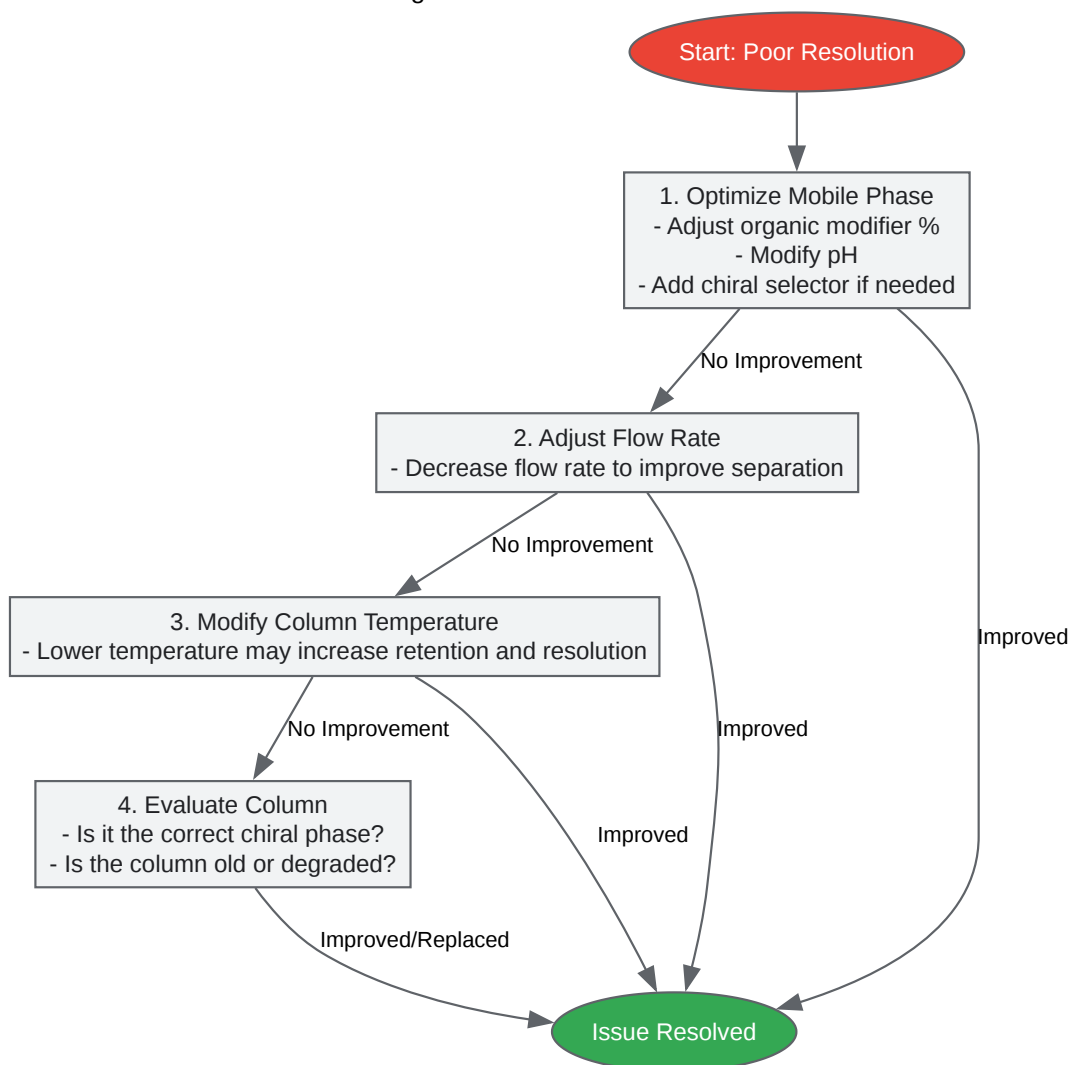 Start: Poor Resolution
1. Optimize Mobile Phase
- Adjust organic modifier %
- Modify pH
- Add chiral selector if needed
No Improvement
2. Adjust Flow Rate
- Decrease flow rate to improve separation
No Improvement
3. Modify Column Temperature
- Lower temperature may increase retention and resolution
Improved
No Improvement
Improved
4. Evaluate Column
- Is it the correct chiral phase?
- Is the column old or degraded?
Improved
Improved/Replaced
Issue Resolved